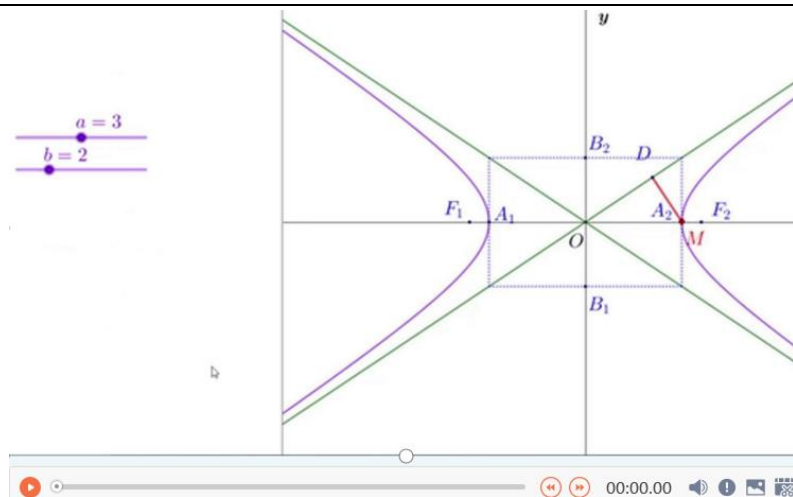 y
a = 3
b = 2
B₂
D
F₁
A₁
A₂
F₂
O
M
B₁
00:00.00